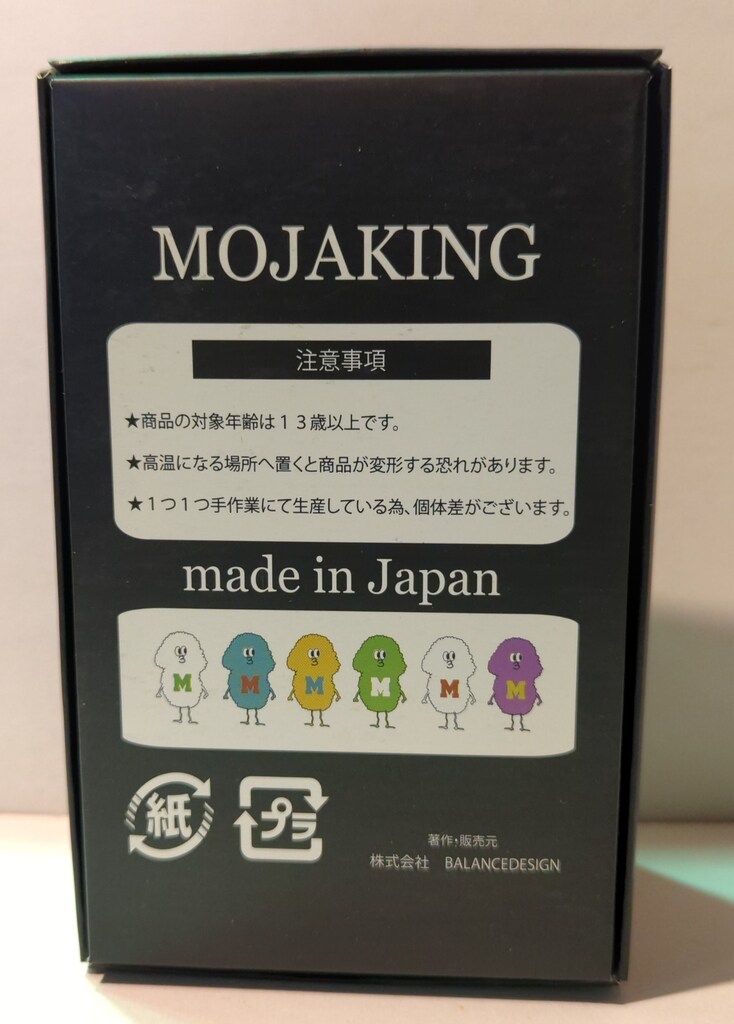 MOJAKING
注意事項
★商品の対象年齢は１３歳以上です。
★高温になる場所へ置くと商品が変形する恐れがあります。
★１つ１つ手作業にて生産している為、個体差がございます。
made in Japan
M M M M M M
紙 プラ
著作・販売元
株式会社 BALANCEDESIGN